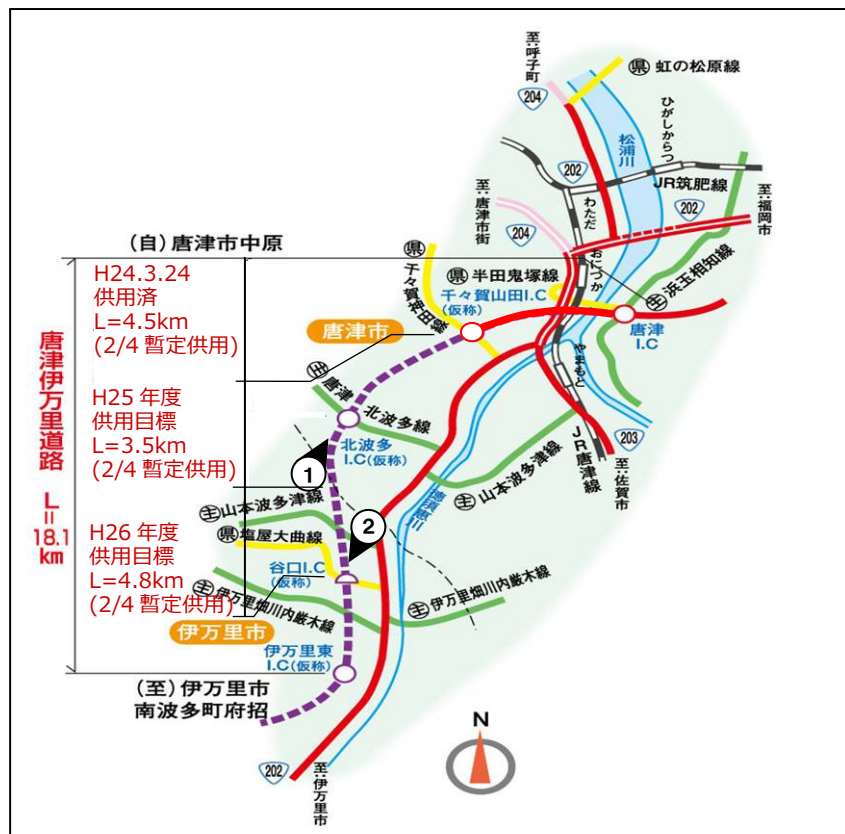 至:呼子町
204
県 虹の松原線
ひがしからつ
松浦川
202
JR筑肥線
わただ
至:唐津市街
204
202
至:福岡市
(自)唐津市中原
県
千々賀神田線
県 半田鬼塚線
おにつか
主 浜玉相知線
千々賀山田I.C
(仮称)
唐津
I.C
H24.3.24
供用済
L=4.5km
(2/4 暫定供用)
唐津市
唐津伊万里道路 L=18.1km
H25 年度
供用目標
L=3.5km
(2/4 暫定供用)
主 唐津北波多線
やまもと
JR唐津線
203
至:佐賀市
北波多
I.C(仮称)
1
主 山本波多津線
徳須恵川
主 山本波多津線
2
H26 年度
供用目標
L=4.8km
(2/4 暫定供用)
県 塩屋大曲線
谷口I.C
(仮称)
主 伊万里畑川内厳木線
主 伊万里畑川内厳木線
伊万里市
伊万里東
I.C(仮称)
(至)伊万里市
南波多町府招
N
202
至:伊万里市